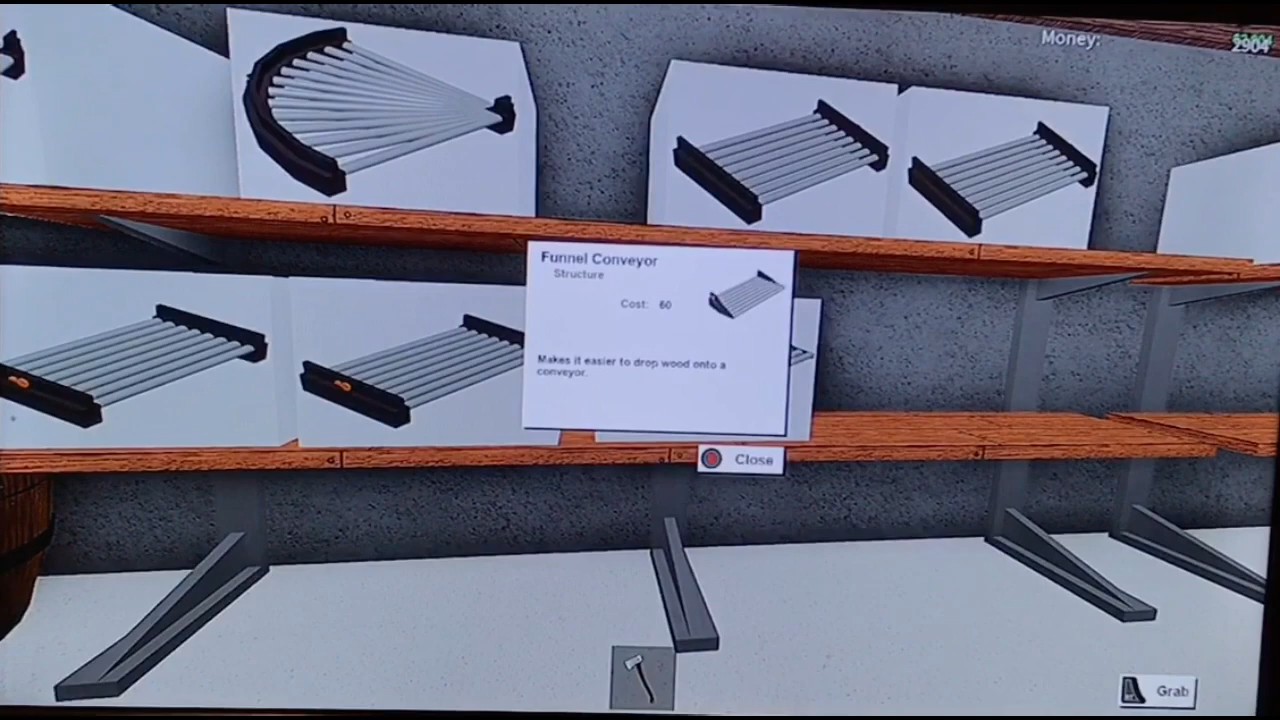 Money:
2904
Funnel Conveyor
Structure
Cost: 60
Makes it easier to drop wood onto a
conveyor.
Close
Grab